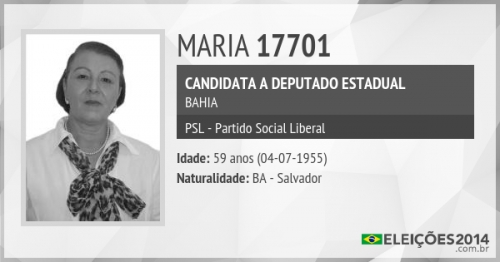 MARIA 17701
CANDIDATA A DEPUTADO ESTADUAL
BAHIA
PSL - Partido Social Liberal
Idade: 59 anos (04-07-1955)
Naturalidade: BA - Salvador
ELEIÇÕES2014
.com.br